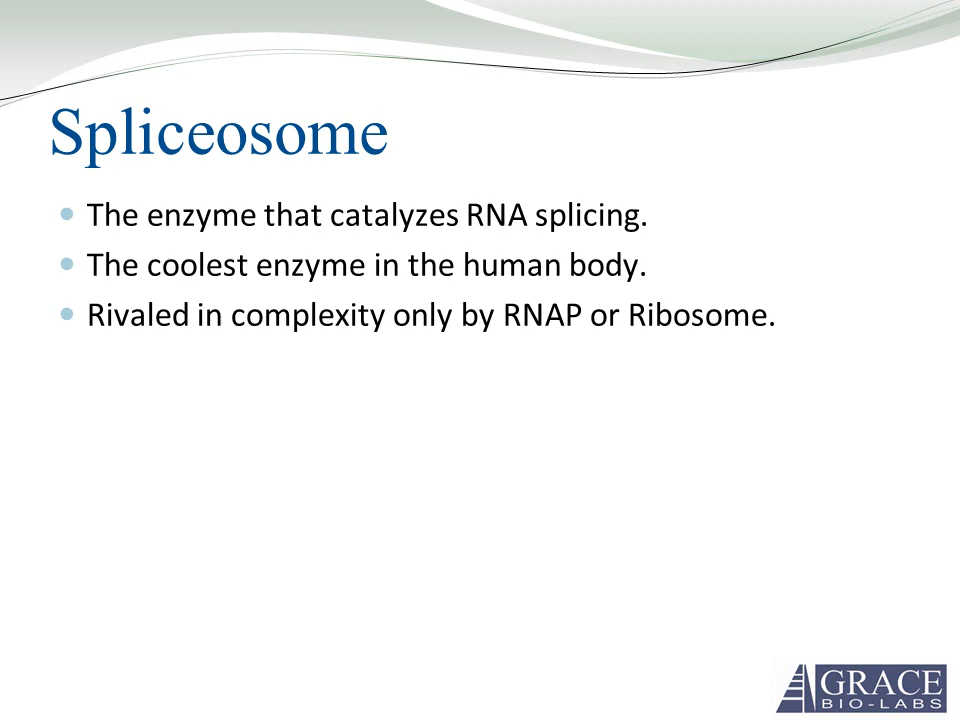 Spliceosome
The enzyme that catalyzes RNA splicing.
The coolest enzyme in the human body.
Rivaled in complexity only by RNAP or Ribosome.
GRACE
BIO-LABS